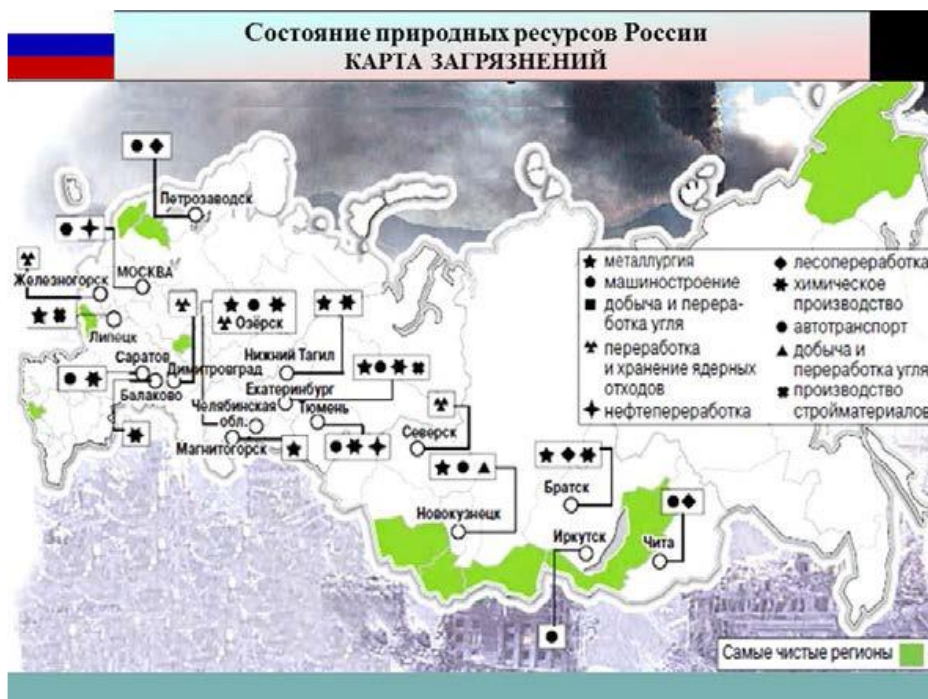 Состояние природных ресурсов России
КАРТА ЗАГРЯЗНЕНИЙ
Петрозаводск
МОСКВА
Железногорск
Липецк
Озёрск
Нижний Тагил
Саратов
Димитровград
Балаково
Екатеринбург
Тюмень
Челябинская
обл.
Магнитогорск
Северск
Новокузнецк
Братск
Иркутск
Чита
металлургия
машиностроение
добыча и перера-
ботка угля
переработка
и хранение ядерных
отходов
нефтепереработка
лесопереработка
химическое
производство
автотранспорт
добыча и
переработка угля
производство
стройматериалов
Самые чистые регионы